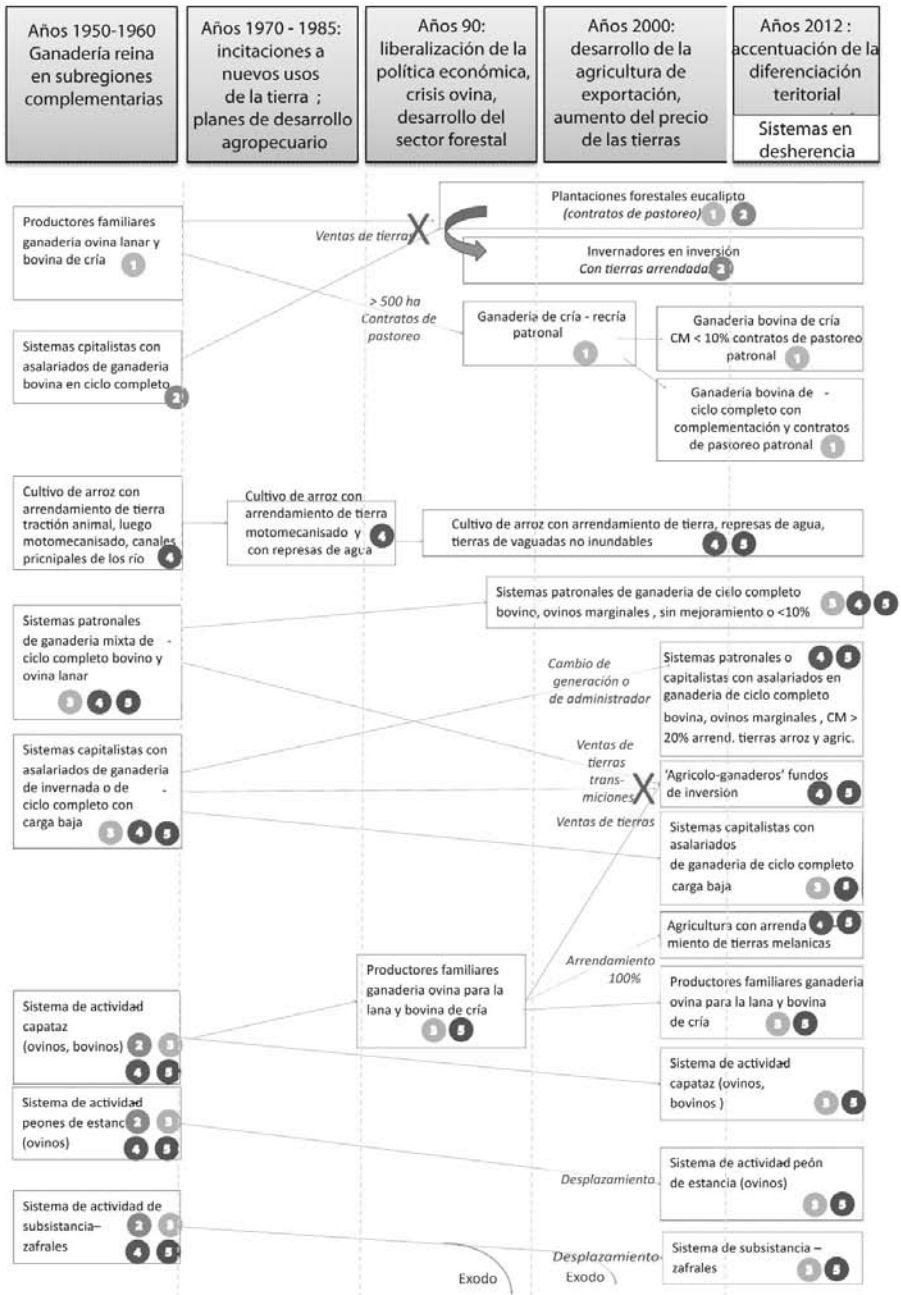 Años 1950-1960
Ganadería reina
en subregiones
complementarias
Años 1970 - 1985:
incitaciones a
nuevos usos
de la tierra ;
planes de desarrollo
agropecuario
Años 90:
liberalización de la
política económica,
crisis ovina,
desarrollo del
sector forestal
Años 2000:
desarrollo de la
agricultura de
exportación,
aumento del precio
de las tierras
Años 2012 :
accentuación de la
diferenciación
teritorial
Sistemas en
desherencia
Productores familiares
ganaderia ovina lanar y
bovina de cría 1
Ventas de tierras
X
Plantaciones forestales eucalipto
(contratos de pastoreo) 1 2
Invernadores en inversión
Con tierras arrendada 2
> 500 ha
Contratos de
pastoreo
Sistemas cpitalistas con
asalariados de ganaderia
bovina en ciclo completo 2
Ganaderia de cría - recría
patronal
1
Ganaderia bovina de cría
CM < 10% contratos de pastoreo
patronal 1
Ganaderia bovina de -
ciclo completo con
complementación y contratos
de pastoreo patronal 1
Cultivo de arroz con
arrendamiento de tierra
tracción animal, luego
motomecanisado, canales
pricnipales de los río 4
Cultivo de arroz con
arrendamiento de tierra
motomecanisado y 4
con represas de agua
Cultivo de arroz con arrendamiento de tierra, represas de agua,
tierras de vaguadas no inundables 4 5
Sistemas patronales
de ganaderia mixta de -
ciclo completo bovino y
ovina lanar
3 4 5
Sistemas patronales de ganaderia de ciclo completo
bovino, ovinos marginales , sin mejoramiento o <10% 3 4 5
Cambio de
generación o
de administrador
Sistemas patronales o 4 5
capitalistas con asalariados en
ganaderia de ciclo completo
bovina, ovinos marginales , CM >
20% arrend. tierras arroz y agric.
Sistemas capitalistas con
asalariados de ganaderia
de invernada o de -
ciclo completo con
carga baja 3 4 5
Ventas de
tierras
trans-
miciones
X
Ventas de tierras
'Agricolo-ganaderos' fundos
de inversión 4 5
Sistemas capitalistas con
asalariados
de ganaderia de ciclo completo
carga baja 3 5
Agricultura con arrenda 4 5
miento de tierras melanicas
Arrendamiento
100%
Productores familiares
ganaderia ovina para la
lana y bovina de cría
3 5
Productores familiares ganaderia
ovina para la lana y bovina
de cría 3 5
Sistema de actividad
capataz
(ovinos, bovinos) 2 3
4 5
Sistema de actividad
capataz (ovinos,
bovinos ) 3 5
Sistema de actividad
peones de estanc 2 3
(ovinos) 4 5
Desplazamiento
Sistema de actividad peón
de estancia (ovinos)
3 5
Sistema de actividad de
subsistancia– 2 3
zafrales 4 5
Exodo
Desplazamiento
Exodo
Sistema de subsistancia –
zafrales 3 5